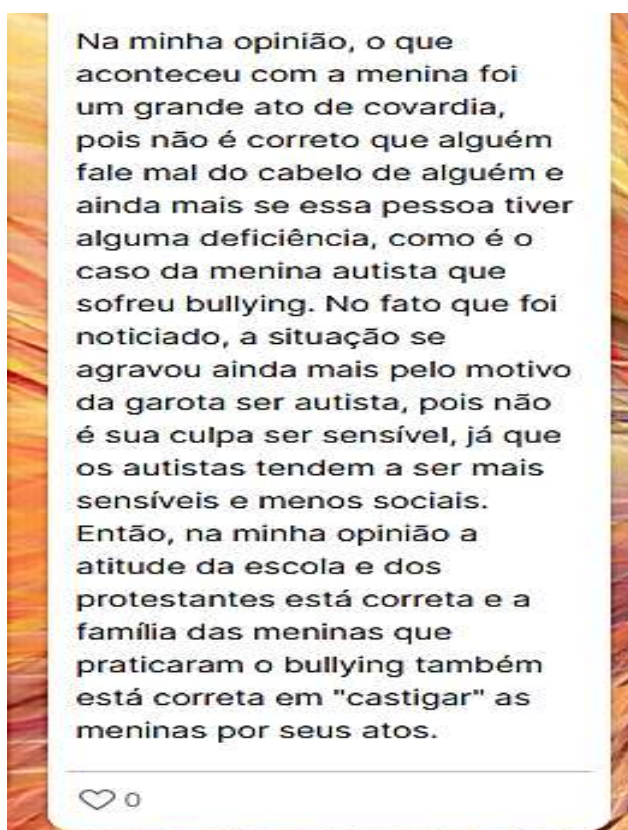 Na minha opinião, o que
aconteceu com a menina foi
um grande ato de covardia,
pois não é correto que alguém
fale mal do cabelo de alguém e
ainda mais se essa pessoa tiver
alguma deficiência, como é o
caso da menina autista que
sofreu bullying. No fato que foi
noticiado, a situação se
agravou ainda mais pelo motivo
da garota ser autista, pois não
é sua culpa ser sensível, já que
os autistas tendem a ser mais
sensíveis e menos sociais.
Então, na minha opinião a
atitude da escola e dos
protestantes está correta e a
família das meninas que
praticaram o bullying também
está correta em "castigar" as
meninas por seus atos.
0